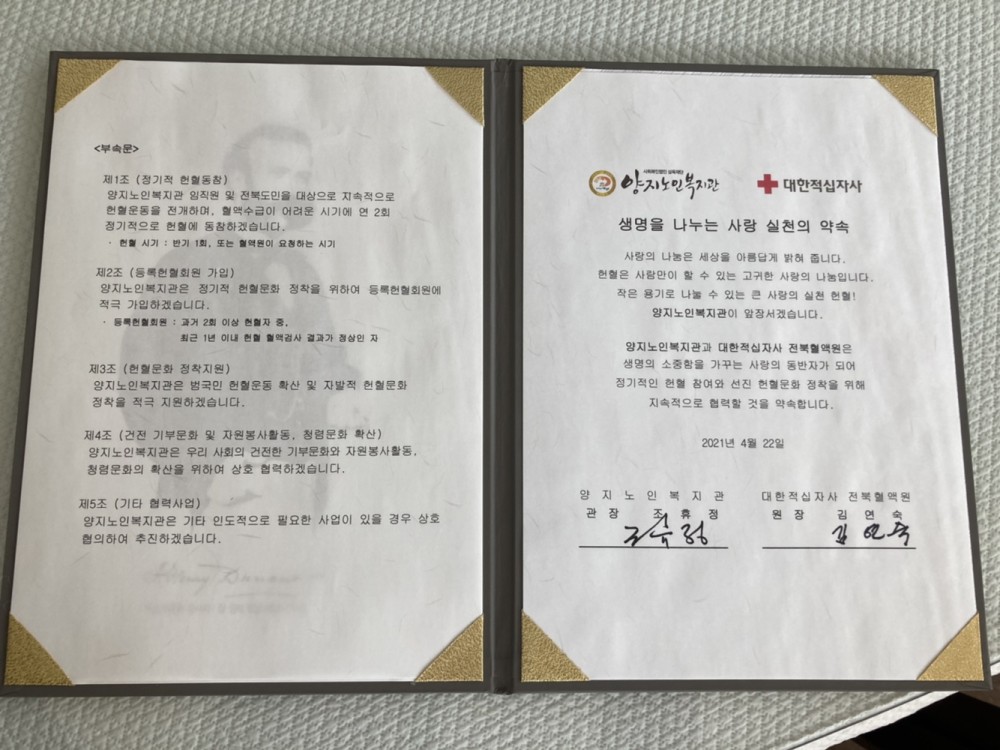 <부속문>
제1조 (정기적 헌혈동참)
양지노인복지관 임직원 및 전북도민을 대상으로 지속적으로
헌혈운동을 전개하며, 혈액수급이 어려운 시기에 연 2회
정기적으로 헌혈에 동참하겠습니다.
· 헌혈 시기 : 반기 1회, 또는 혈액원이 요청하는 시기
제2조 (등록헌혈회원 가입)
양지노인복지관은 정기적 헌혈문화 정착을 위하여 등록헌혈회원에
적극 가입하겠습니다.
· 등록헌혈회원 : 과거 2회 이상 헌혈자 중,
최근 1년 이내 헌혈 혈액검사 결과가 정상인 자
제3조 (헌혈문화 정착지원)
양지노인복지관은 범국민 헌혈운동 확산 및 자발적 헌혈문화
정착을 적극 지원하겠습니다.
제4조 (건전 기부문화 및 자원봉사활동, 청렴문화 확산)
양지노인복지관은 우리 사회의 건전한 기부문화와 자원봉사활동,
청렴문화의 확산을 위하여 상호 협력하겠습니다.
제5조 (기타 협력사업)
양지노인복지관은 기타 인도적으로 필요한 사업이 있을 경우 상호
협의하여 추진하겠습니다.
양지노인복지관
대한적십자사
생명을 나누는 사랑 실천의 약속
사랑의 나눔은 세상을 아름답게 밝혀 줍니다.
헌혈은 사람만이 할 수 있는 고귀한 사랑의 나눔입니다.
작은 용기로 나눌 수 있는 큰 사랑의 실천 헌혈!
양지노인복지관이 앞장서겠습니다.
양지노인복지관과 대한적십자사 전북혈액원은
생명의 소중함을 가꾸는 사랑의 동반자가 되어
정기적인 헌혈 참여와 선진 헌혈문화 정착을 위해
지속적으로 협력할 것을 약속합니다.
2021년 4월 22일
양 지 노 인 복 지 관
관 장 조 휴 정
조휴정
대한적십자사 전북혈액원
원 장 김 연 숙
김연숙